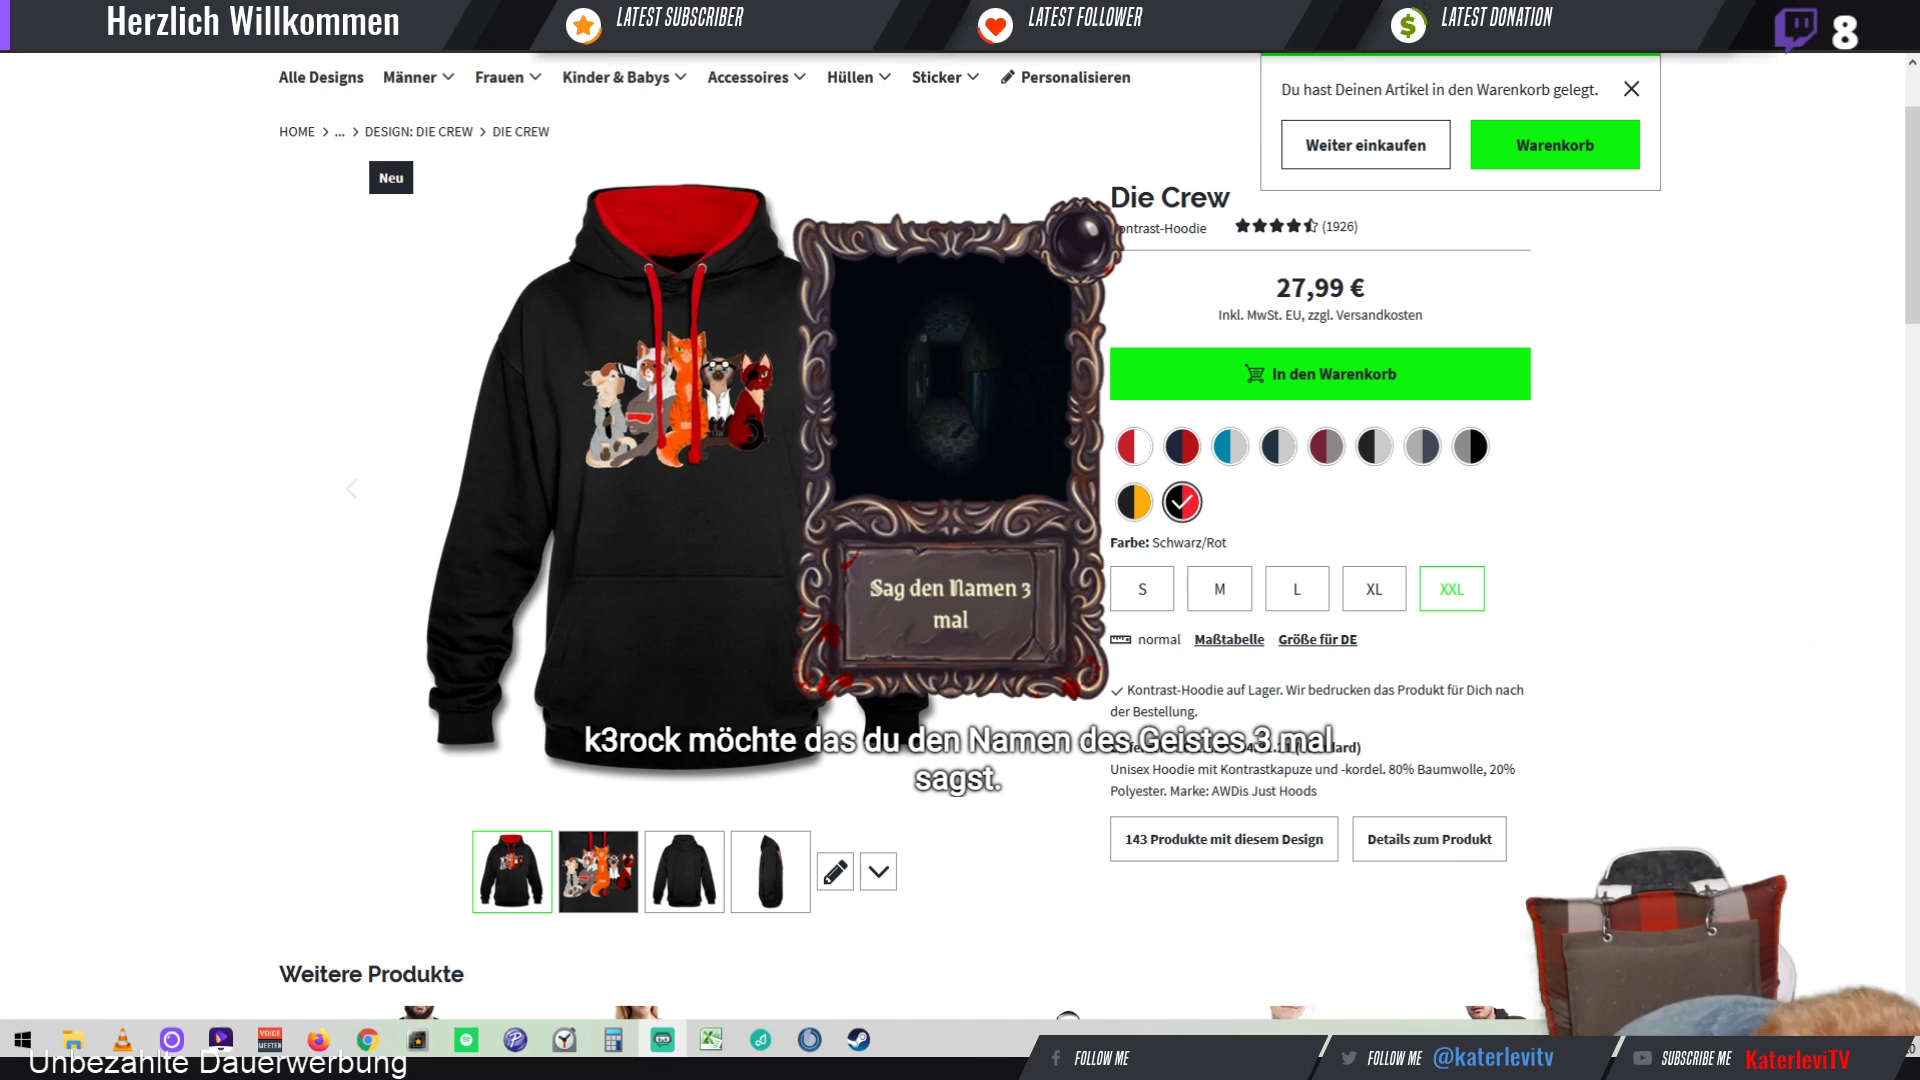 Herzlich Willkommen
LATEST SUBSCRIBER
LATEST FOLLOWER
LATEST DONATION
8
Alle Designs Männer Frauen Kinder & Babys Accessoires Hüllen Sticker Personalisieren
Du hast Deinen Artikel in den Warenkorb gelegt.
Weiter einkaufen Warenkorb
HOME > ... > DESIGN: DIE CREW > DIE CREW
Neu
Die Crew
ontrast-Hoodie (1926)
27,99 €
Inkl. MwSt. EU, zzgl. Versandkosten
In den Warenkorb
Farbe: Schwarz/Rot
S M L XL XXL
normal Maßtabelle Größe für DE
Sag den Namen 3
mal
Kontrast-Hoodie auf Lager. Wir bedrucken das Produkt für Dich nach
der Bestellung.
k3rock möchte das du den Namen des Geistes 3 mal
sagst.
Unisex Hoodie mit Kontrastkapuze und -kordel. 80% Baumwolle, 20%
Polyester. Marke: AWDis Just Hoods
143 Produkte mit diesem Design Details zum Produkt
Weitere Produkte
VOICE
MEETER
Unbezahlte Dauerwerbung
FOLLOW ME
FOLLOW ME @katerlevitv
SUBSCRIBE ME KaterleviTV